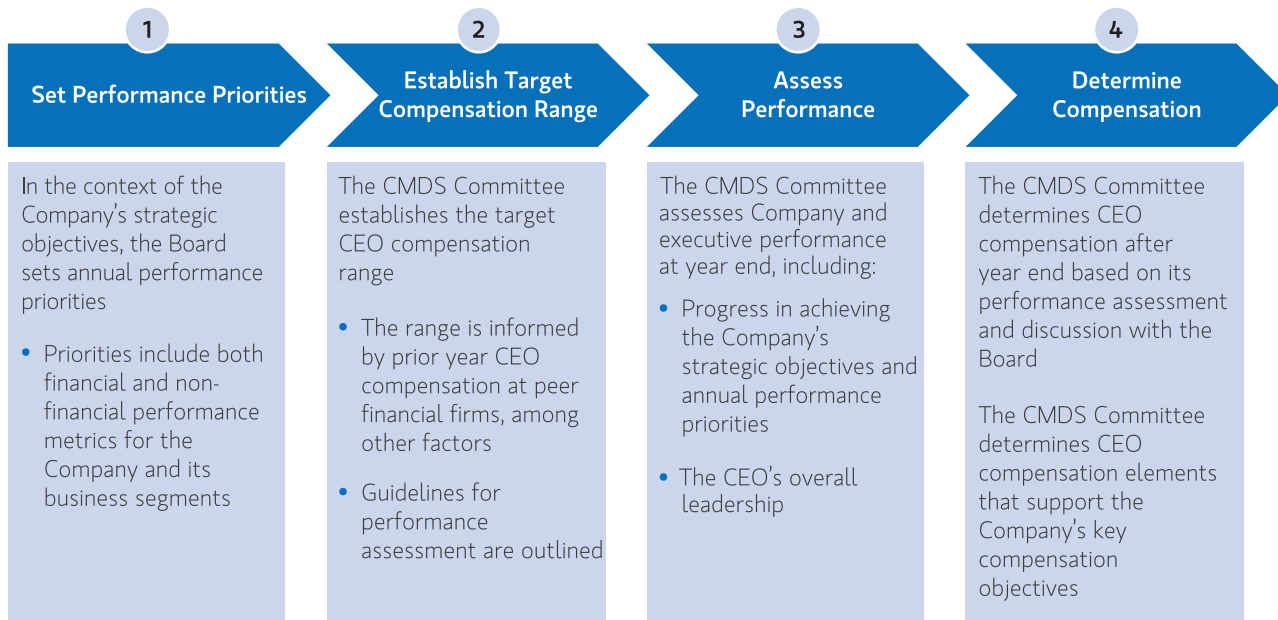 1
Set Performance Priorities
In the context of the
Company's strategic
objectives, the Board
sets annual performance
priorities
• Priorities include both
financial and non-
financial performance
metrics for the
Company and its
business segments
2
Establish Target
Compensation Range
The CMDS Committee
establishes the target
CEO compensation
range
• The range is informed
by prior year CEO
compensation at peer
financial firms, among
other factors
• Guidelines for
performance
assessment are outlined
3
Assess
Performance
The CMDS Committee
assesses Company and
executive performance
at year end, including:
• Progress in achieving
the Company's
strategic objectives and
annual performance
priorities
• The CEO's overall
leadership
4
Determine
Compensation
The CMDS Committee
determines CEO
compensation after
year end based on its
performance assessment
and discussion with the
Board
The CMDS Committee
determines CEO
compensation elements
that support the
Company's key
compensation
objectives